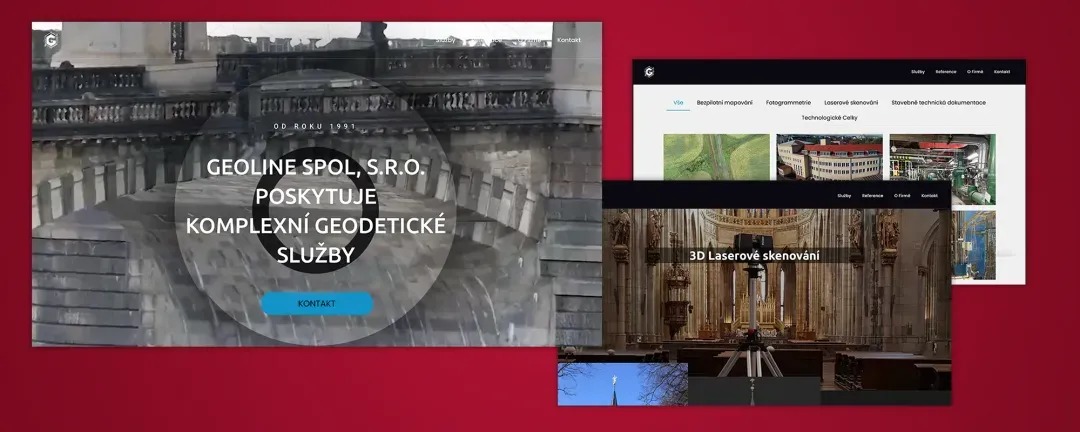 Služby
Kontakt
OD ROKU 1991
GEOLINE SPOL, S.R.O.
POSKYTUJE
KOMPLEXNÍ GEODETICKÉ
SLUŽBY
KONTAKT
Služby Reference O firmě Kontakt
Vše Bezpilotní mapování Fotogrammetrie Laserové skenování Stavebně technická dokumentace
Technologické Celky
Služby Reference O firmě Kontakt
3D Laserové skenování